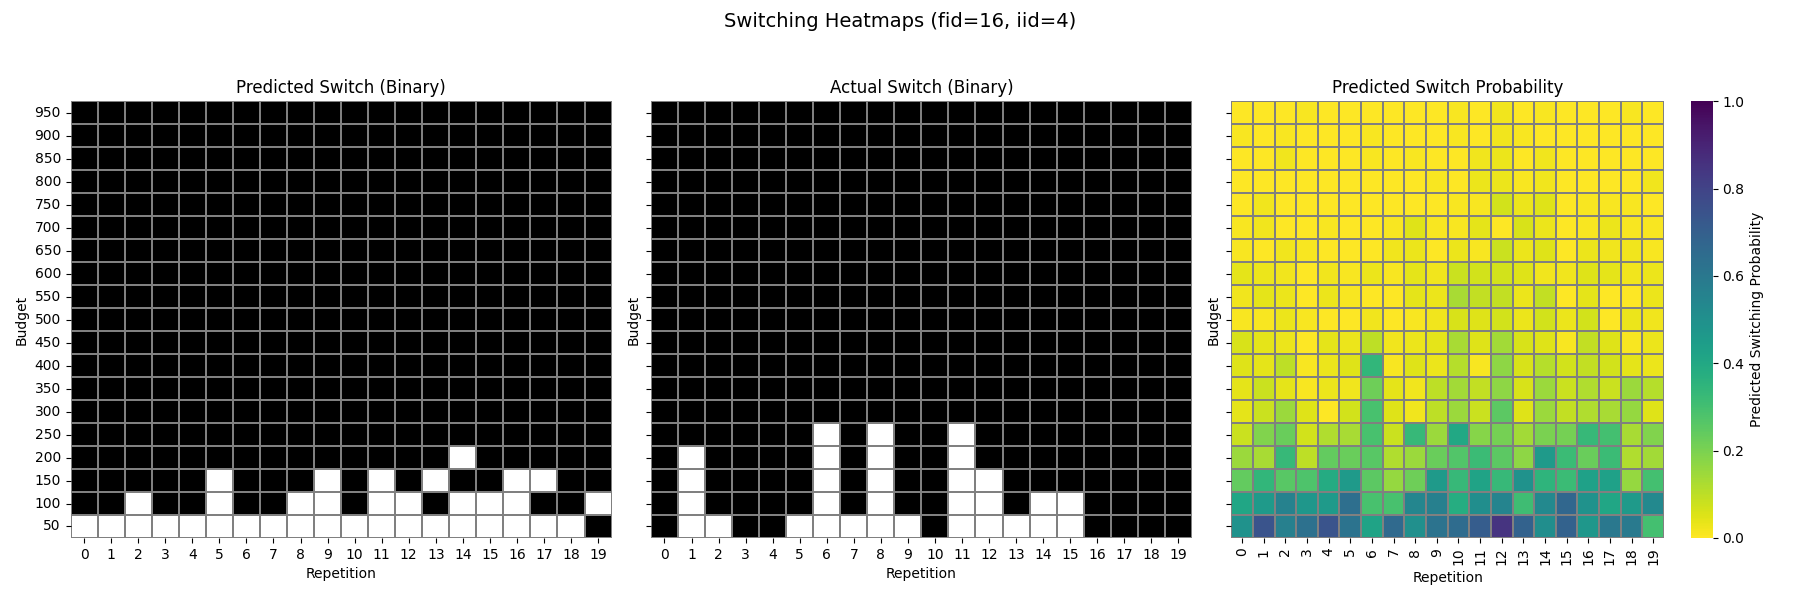 Switching Heatmaps (fid=16, iid=4)
Predicted Switch (Binary)
Budget
950
900
850
800
750
700
650
600
550
500
450
400
350
300
250
200
150
100
50
0 1 2 3 4 5 6 7 8 9 10 11 12 13 14 15 16 17 18 19
Repetition
Actual Switch (Binary)
Budget
0 1 2 3 4 5 6 7 8 9 10 11 12 13 14 15 16 17 18 19
Repetition
Predicted Switch Probability
Budget
0 1 2 3 4 5 6 7 8 9 10 11 12 13 14 15 16 17 18 19
Repetition
1.0
0.8
0.6
0.4
0.2
0.0
Predicted Switching Probability